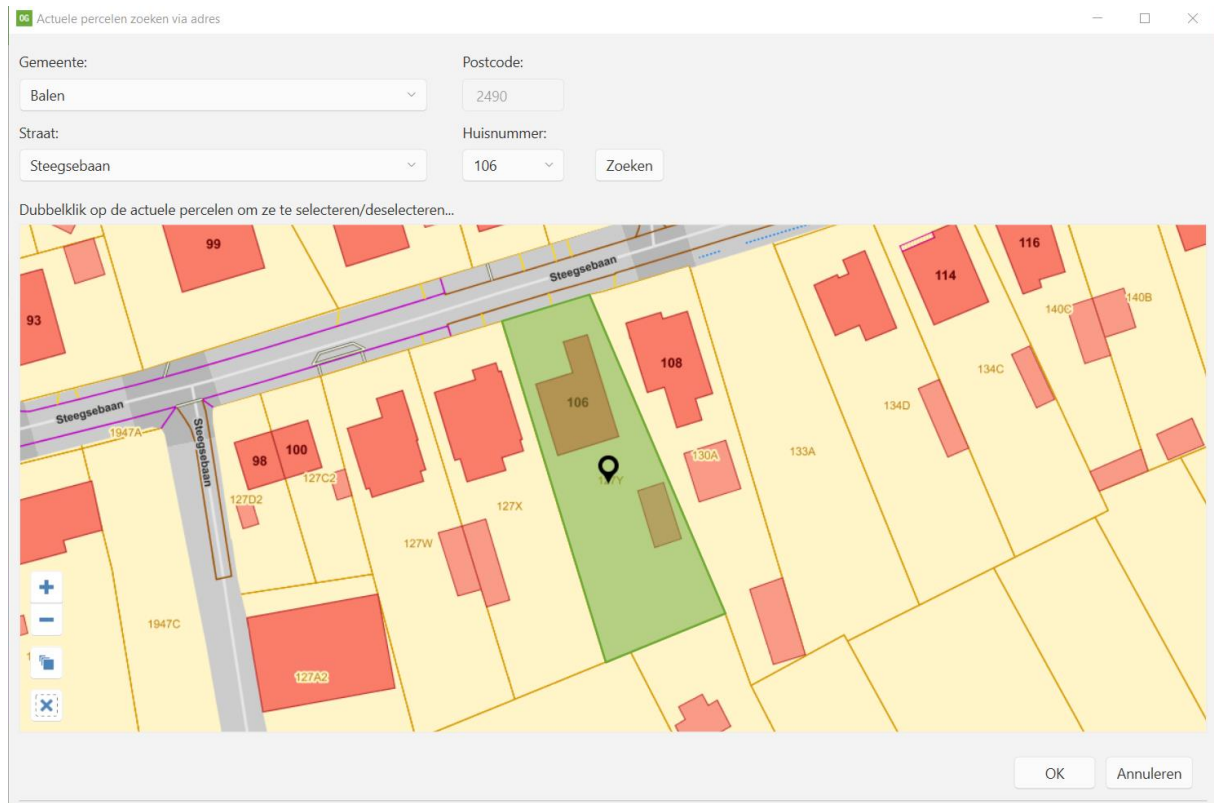 OG Actuele percelen zoeken via adres
Gemeente:
Postcode:
Balen
2490
Straat:
Huisnummer:
Steegsebaan
106
Zoeken
Dubbelklik op de actuele percelen om ze te selecteren/deselecteren...
99
Steegsebaan
116
114
140B
140C
93
108
134C
106
134D
Steegsebaan
1947A
Steegsebaan
98
100
130A
133A
127C2
127Y
127D2
127X
127W
1947C
127A2
OK
Annuleren